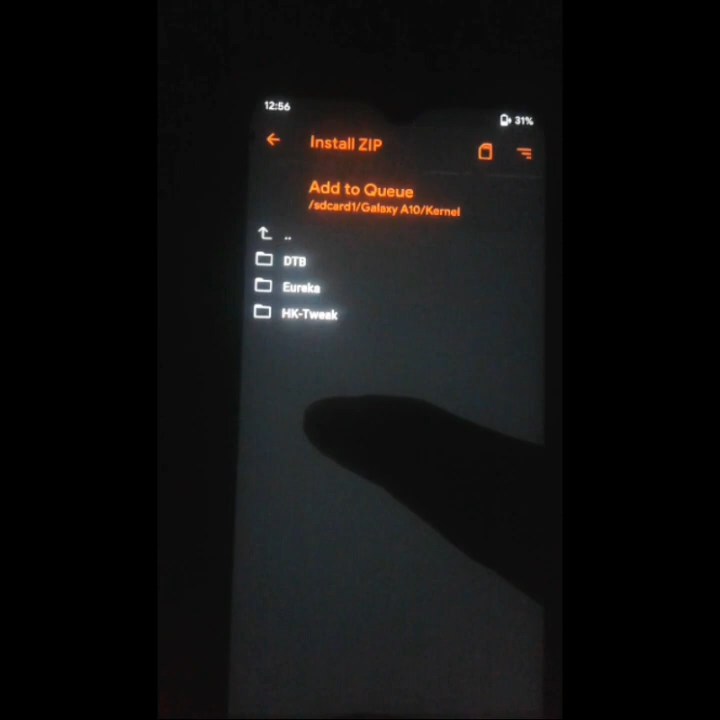 12:56
31%
Install ZIP
Add to Queue
/sdcard1/Galaxy A10/Kernel
..
DTB
Eureka
HK-Tweak